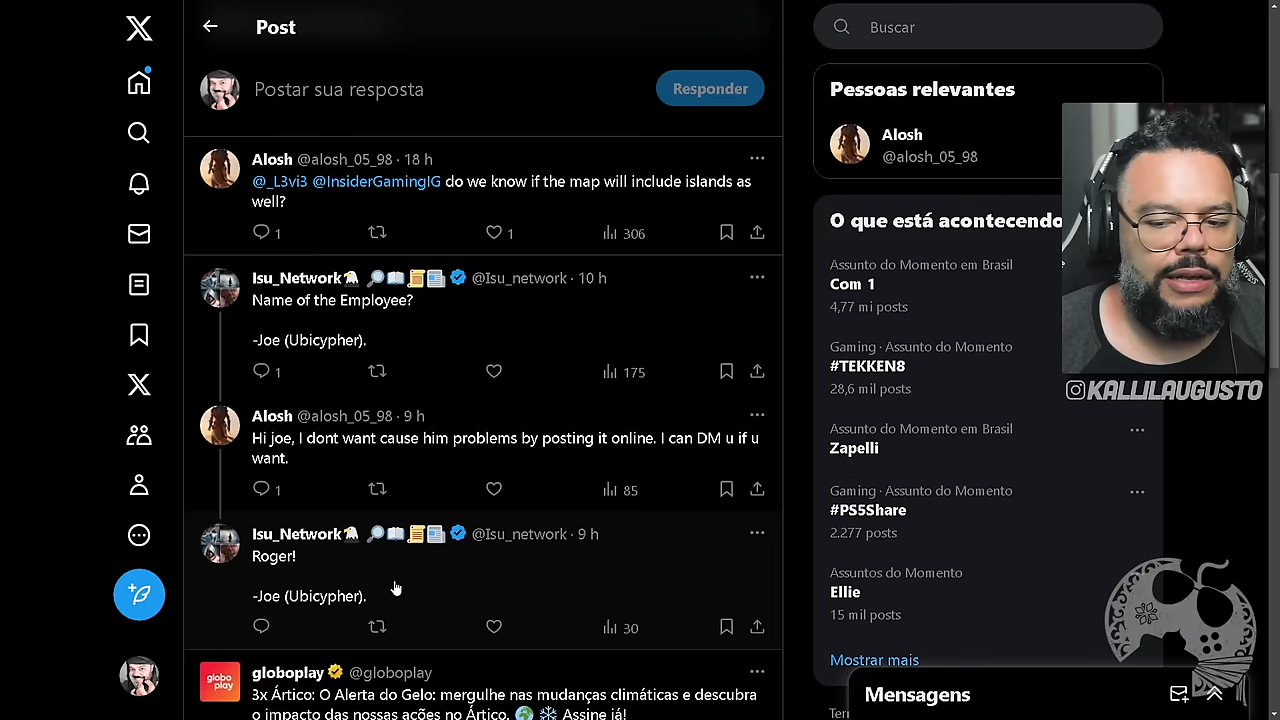 Post
Postar sua resposta
Responder
Alosh @alosh_05_98 · 18 h
@_L3vi3 @InsiderGamingIG do we know if the map will include islands as
well?
1
1
306
Isu_Network @Isu_network · 10 h
Name of the Employee?
-Joe (Ubicypher).
1
175
Alosh @alosh_05_98 · 9 h
Hi joe, I dont want cause him problems by posting it online. I can DM u if u
want.
1
85
Isu_Network @Isu_network · 9 h
Roger!
-Joe (Ubicypher).
30
globo
play
globoplay @globoplay
3x Ártico: O Alerta do Gelo: mergulhe nas mudanças climáticas e descubra
o impacto das nossas ações no Ártico. Assine já!
Buscar
Pessoas relevantes
Alosh
@alosh_05_98
O que está acontecendo
Assunto do Momento em Brasil
Com 1
4,77 mi posts
Gaming · Assunto do Momento
#TEKKEN8
28,6 mil posts
Assunto do Momento em Brasil
Zapelli
Gaming · Assunto do Momento
#PS5Share
2.277 posts
Assuntos do Momento
Ellie
15 mil posts
Mostrar mais
Mensagens
KALLILAUGUSTO